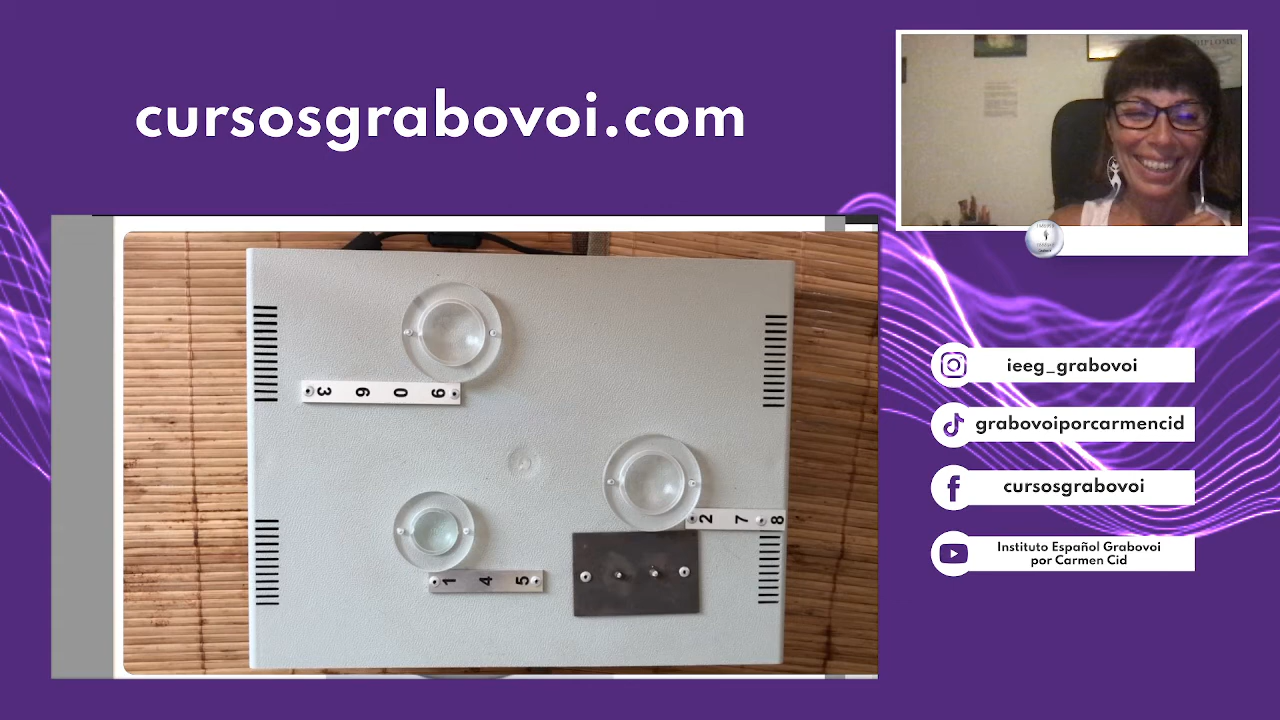 cursosgrabovoi.com
DIPLOME
3 9 0 6
2 7 8
1 4 5
ieeg_grabovoi
grabovoiporcarmencid
cursosgrabovoi
Instituto Español Grabovoi
por Carmen Cid